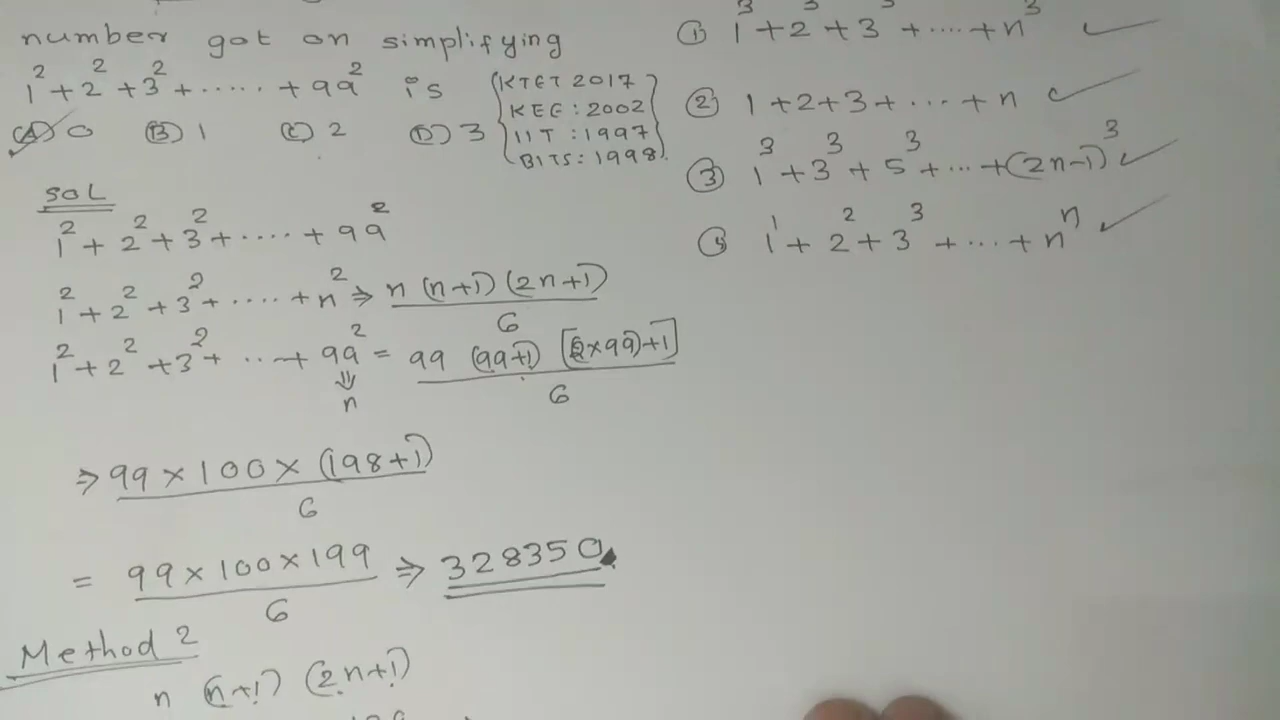 number got on simplifying
1² + 2² + 3² + ..... + 99² is
(A) 0 (B) 1 (C) 2 (D) 3
(KTET 2017)
KEE : 2002
IIT : 1997
BITS : 1998
SOL
1² + 2² + 3² + .... + 99²
1² + 2² + 3² + ..... + n² ⇒ n (n+1) (2n+1) / 6
1² + 2² + 3² + ... + 99² = 99 (99+1) [(2×99)+1] / 6
⇓
n
⇒ 99 × 100 × (198+1) / 6
= 99 × 100 × 199 / 6 ⇒ 328350
Method 2
n (n+1) (2n+1)
① 1³ + 2³ + 3³ + .... + n³ ✓
② 1 + 2 + 3 + ... + n ✓
③ 1³ + 3³ + 5³ + ... + (2n-1)³ ✓
④ 1¹ + 2² + 3³ + ... + nⁿ ✓